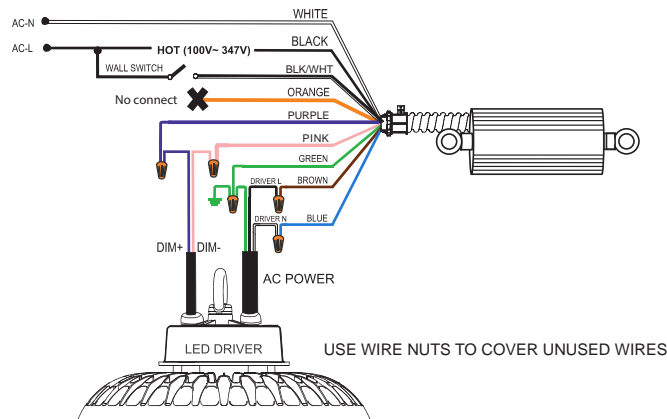 WHITE
AC-N
BLACK
AC-L
HOT (100V~ 347V)
WALL SWITCH
BLK/WHT
ORANGE
No connect
PURPLE
PINK
GREEN
DRIVER L
BROWN
DRIVER N
BLUE
DIM+
DIM-
AC POWER
LED DRIVER
USE WIRE NUTS TO COVER UNUSED WIRES